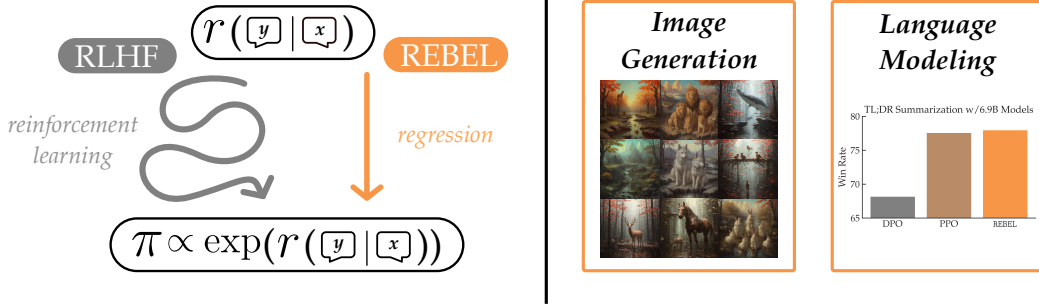 r(y|x)
RLHF
REBEL
reinforcement
learning
regression
π ∝ exp(r(y|x))
Image
Generation
Language
Modeling
TL;DR Summarization w/6.9B Models
Win Rate
80
75
70
65
DPO
PPO
REBEL